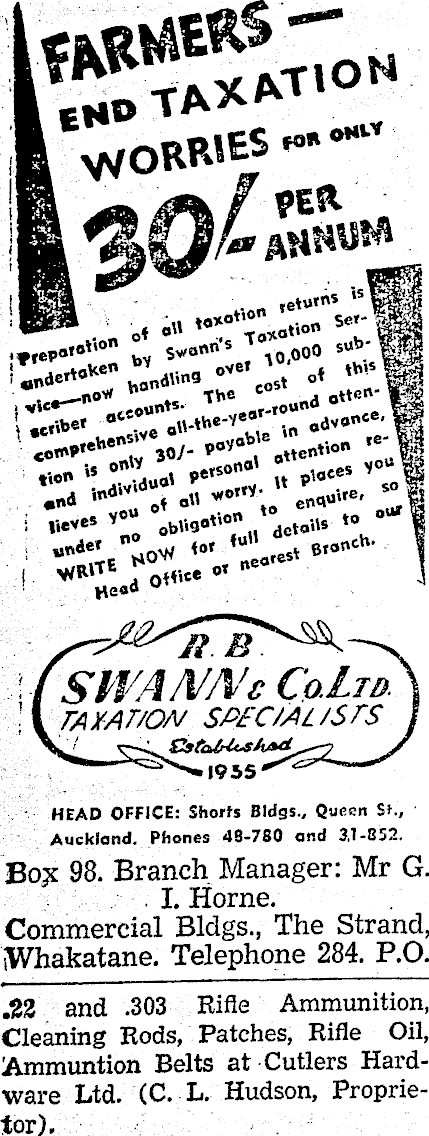 FARMERS —
END TAXATION
WORRIES FOR ONLY
30/- PER
ANNUM
Preparation of all taxation returns is
undertaken by Swann's Taxation Ser-
vice—now handling over 10,000 sub-
scriber accounts. The cost of this
comprehensive all-the-year-round atten-
tion is only 30/- payable in advance,
and individual personal attention re-
lieves you of all worry. It places you
under no obligation to enquire, so
WRITE NOW for full details to our
Head Office or nearest Branch.
R. B.
SWANN & CO. LTD.
TAXATION SPECIALISTS
Established
1935
HEAD OFFICE: Shorts Bldgs., Queen St.,
Auckland. Phones 48-780 and 31-852.
Box 98. Branch Manager: Mr G.
I. Horne.
Commercial Bldgs., The Strand,
Whakatane. Telephone 284. P.O.
.22 and .303 Rifle Ammunition,
Cleaning Rods, Patches, Rifle Oil,
Ammuntion Belts at Cutlers Hard-
ware Ltd. (C. L. Hudson, Proprie-
tor).